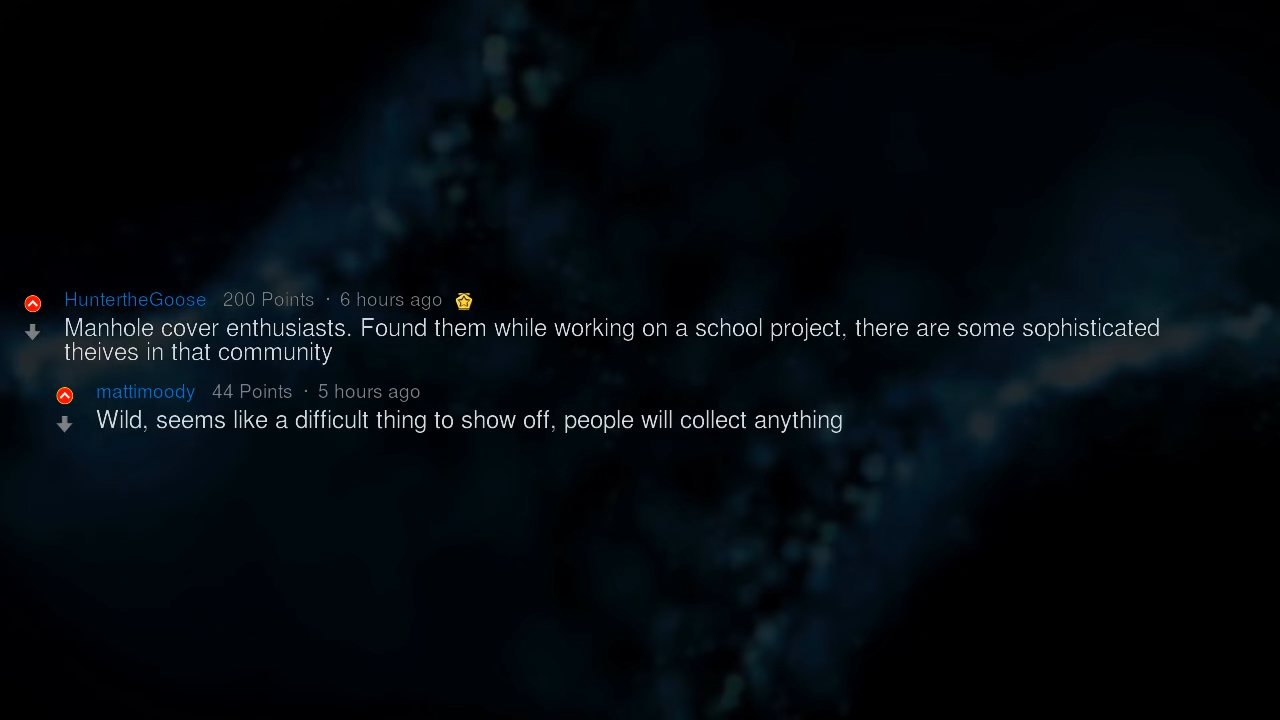 HuntertheGoose 200 Points · 6 hours ago
Manhole cover enthusiasts. Found them while working on a school project, there are some sophisticated
theives in that community
mattimoody 44 Points · 5 hours ago
Wild, seems like a difficult thing to show off, people will collect anything